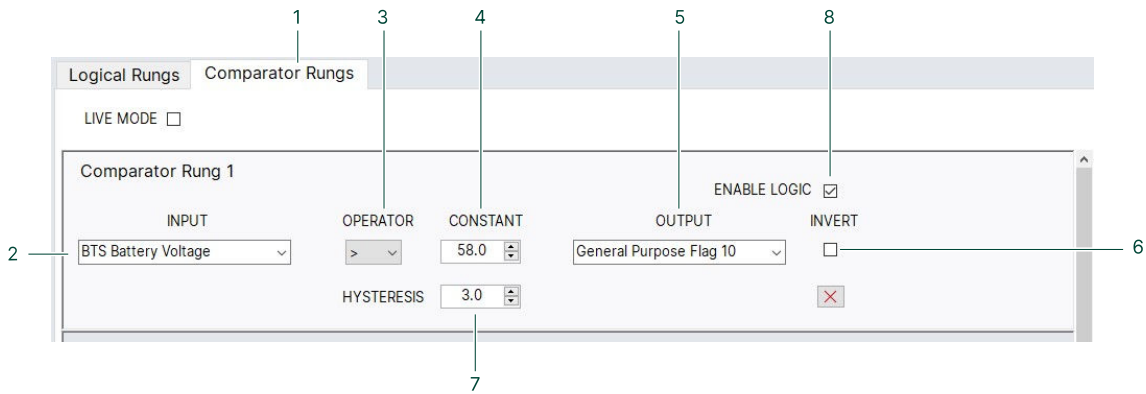 1 3 4 5 8
Logical Rungs Comparator Rungs
LIVE MODE
Comparator Rung 1
ENABLE LOGIC
INPUT OPERATOR CONSTANT OUTPUT INVERT
2 BTS Battery Voltage > 58.0 General Purpose Flag 10 6
HYSTERESIS 3.0
7